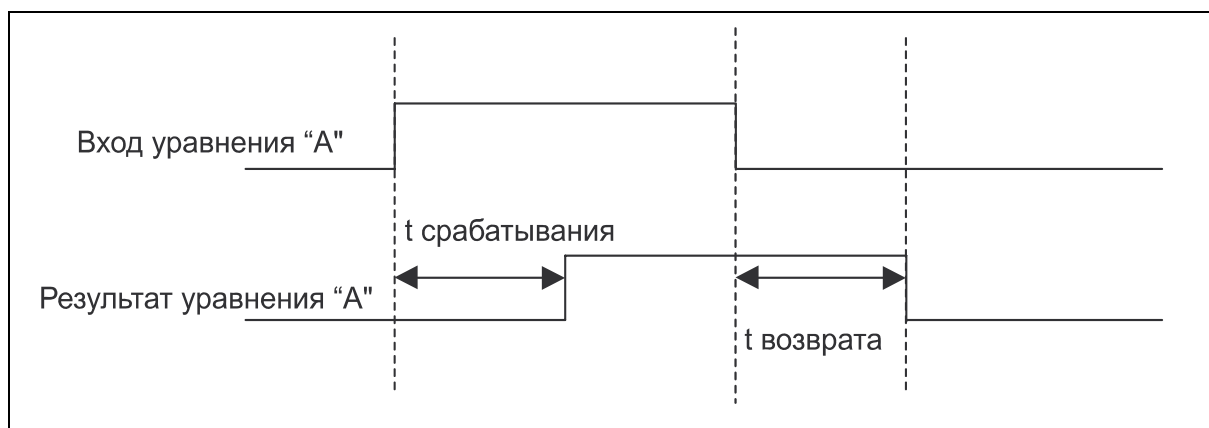 Вход уравнения “А"
t срабатывания
Результат уравнения “А"
t возврата